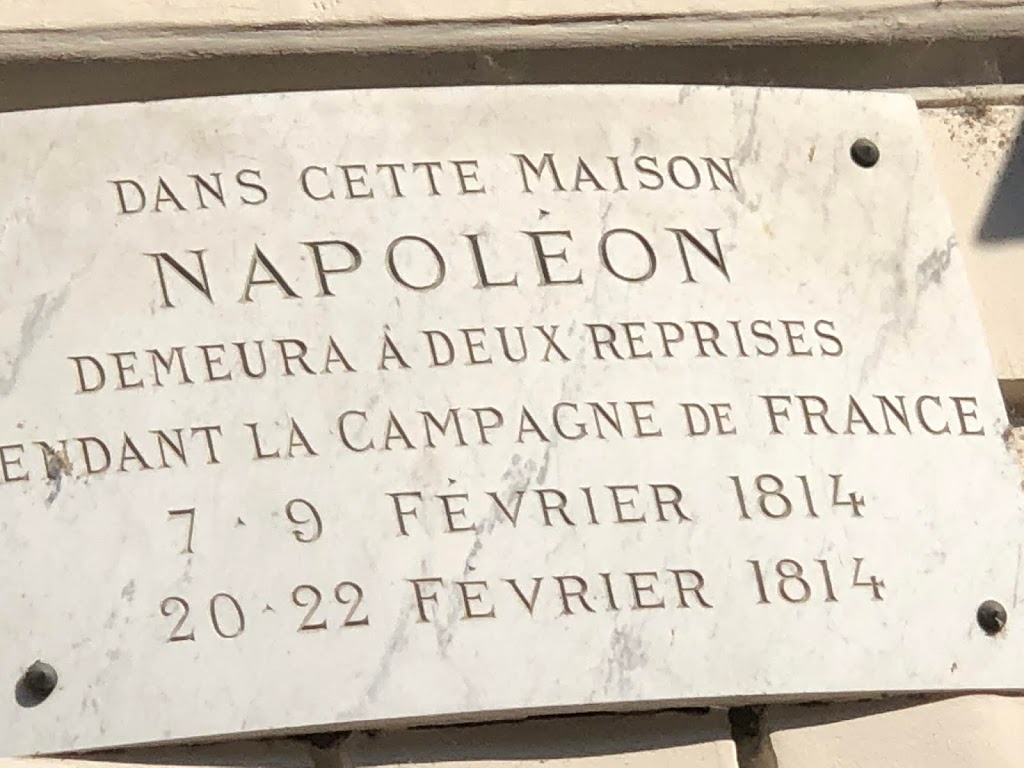 DANS CETTE MAISON
NAPOLÉON
DEMEURA À DEUX REPRISES
ENDANT LA CAMPAGNE DE FRANCE
7 · 9 FÉVRIER 1814
20 · 22 FEVRIER 1814